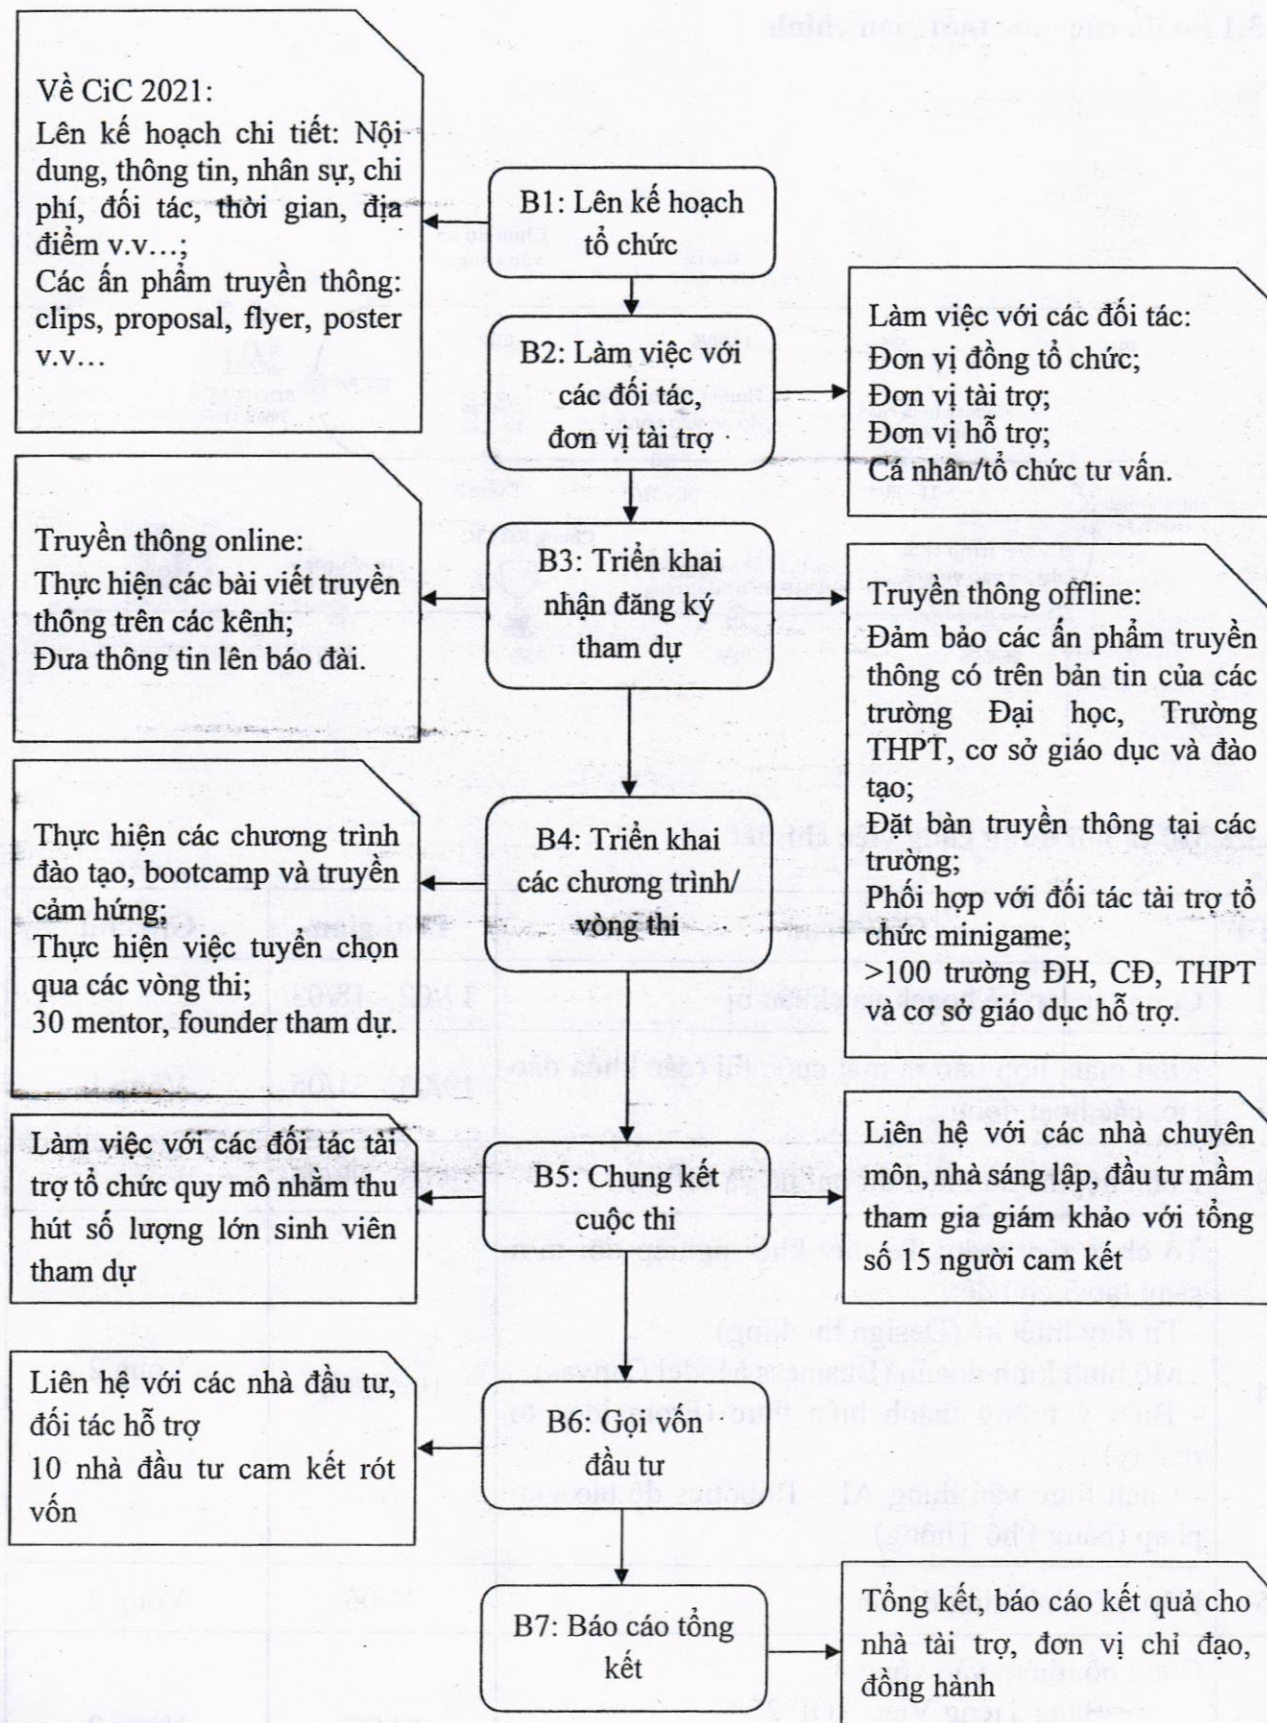 Về CiC 2021:
Lên kế hoạch chi tiết: Nội
dung, thông tin, nhân sự, chi
phí, đối tác, thời gian, địa
điểm v.v…;
Các ấn phẩm truyền thông:
clips, proposal, flyer, poster
v.v…
B1: Lên kế hoạch
tổ chức
B2: Làm việc với
các đối tác,
đơn vị tài trợ
Làm việc với các đối tác:
Đơn vị đồng tổ chức;
Đơn vị tài trợ;
Đơn vị hỗ trợ;
Cá nhân/tổ chức tư vấn.
Truyền thông online:
Thực hiện các bài viết truyền
thông trên các kênh;
Đưa thông tin lên báo đài.
B3: Triển khai
nhận đăng ký
tham dự
Truyền thông offline:
Đảm bảo các ấn phẩm truyền
thông có trên bản tin của các
trường Đại học, Trường
THPT, cơ sở giáo dục và đào
tạo;
Đặt bàn truyền thông tại các
trường;
Phối hợp với đối tác tài trợ tổ
chức minigame;
>100 trường ĐH, CĐ, THPT
và cơ sở giáo dục hỗ trợ.
Thực hiện các chương trình
đào tạo, bootcamp và truyền
cảm hứng;
Thực hiện việc tuyển chọn
qua các vòng thi;
30 mentor, founder tham dự.
B4: Triển khai
các chương trình/
vòng thi
Làm việc với các đối tác tài
trợ tổ chức quy mô nhằm thu
hút số lượng lớn sinh viên
tham dự
B5: Chung kết
cuộc thi
Liên hệ với các nhà chuyên
môn, nhà sáng lập, đầu tư mầm
tham gia giám khảo với tổng
số 15 người cam kết
Liên hệ với các nhà đầu tư,
đối tác hỗ trợ
10 nhà đầu tư cam kết rót
vốn
B6: Gọi vốn
đầu tư
B7: Báo cáo tổng
kết
Tổng kết, báo cáo kết quả cho
nhà tài trợ, đơn vị chỉ đạo,
đồng hành